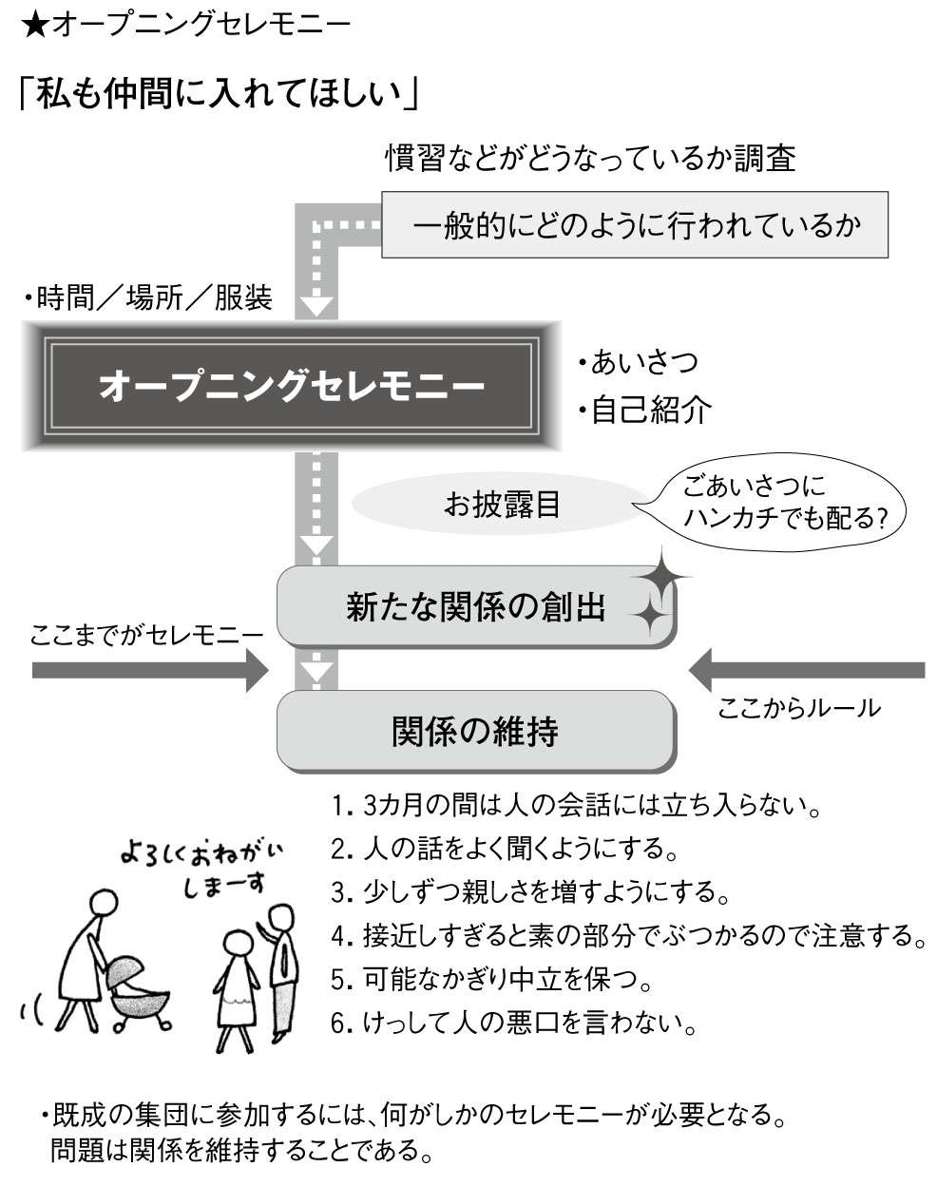 ★オープニングセレモニー
「私も仲間に入れてほしい」
慣習などがどうなっているか調査
一般的にどのように行われているか
・時間／場所／服装
オープニングセレモニー
・あいさつ
・自己紹介
お披露目
ごあいさつに
ハンカチでも配る?
新たな関係の創出
ここまでがセレモニー
ここからルール
関係の維持
1. 3カ月の間は人の会話には立ち入らない。
2. 人の話をよく聞くようにする。
3. 少しずつ親しさを増すようにする。
4. 接近しすぎると素の部分でぶつかるので注意する。
5. 可能なかぎり中立を保つ。
6. けっして人の悪口を言わない。
よろしくおねがい
しまーす
・既成の集団に参加するには、何がしかのセレモニーが必要となる。
問題は関係を維持することである。